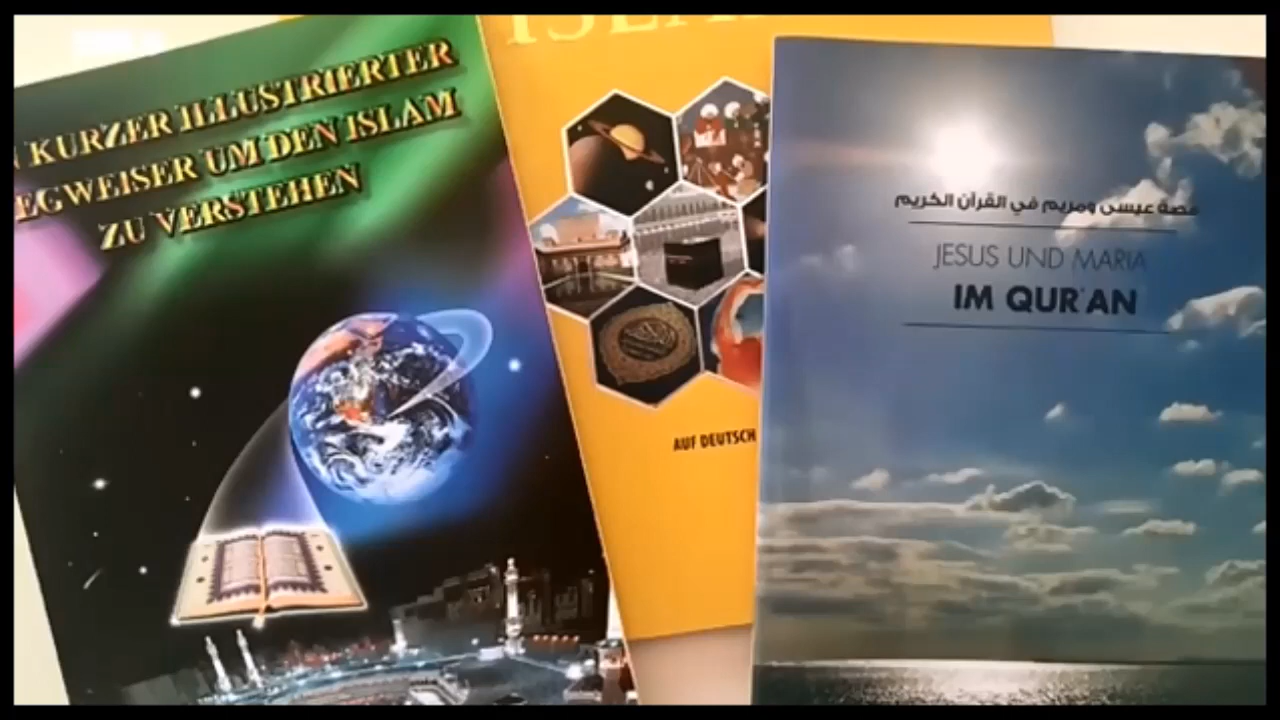 KURZER ILLUSTRIERTER
EGWEISER UM DEN ISLAM
ZU VERSTEHEN
AUF DEUTSCH
قصة عيسى ومريم في القرآن الكريم
JESUS UND MARIA
IM QUR'AN